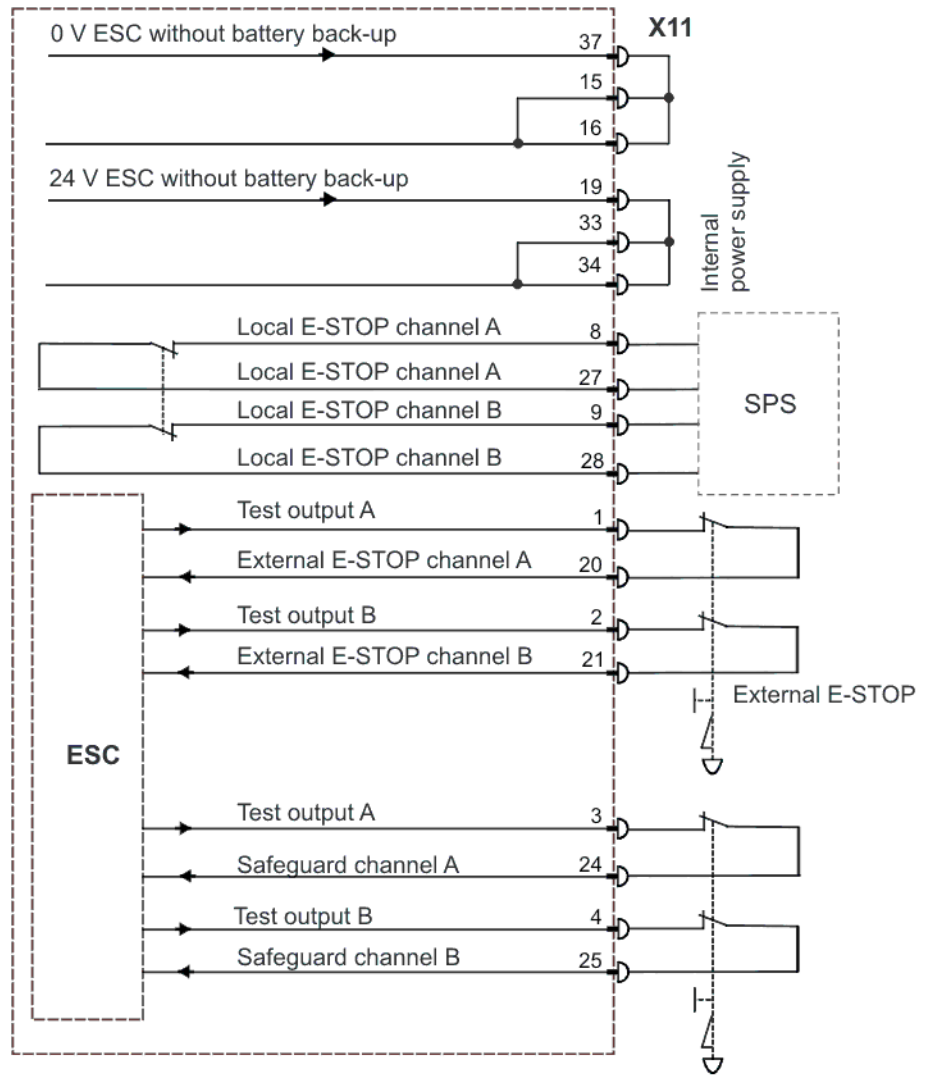 0 V ESC without battery back-up
37
X11
15
16
24 V ESC without battery back-up
19
33
34
Internal
power supply
Local E-STOP channel A
8
Local E-STOP channel A
27
Local E-STOP channel B
9
Local E-STOP channel B
28
SPS
Test output A
1
External E-STOP channel A
20
Test output B
2
External E-STOP channel B
21
External E-STOP
ESC
Test output A
3
Safeguard channel A
24
Test output B
4
Safeguard channel B
25